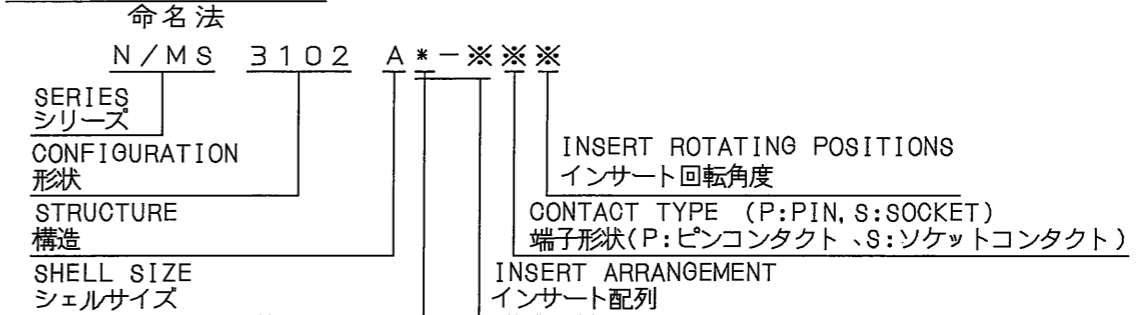 命名法
N/MS 3102 A*-※※※
SERIES
シリーズ
CONFIGURATION
形状
INSERT ROTATING POSITIONS
インサート回転角度
STRUCTURE
構造
CONTACT TYPE (P:PIN, S:SOCKET)
端子形状(P:ピンコンタクト、S:ソケットコンタクト)
SHELL SIZE
シェルサイズ
INSERT ARRANGEMENT
インサート配列